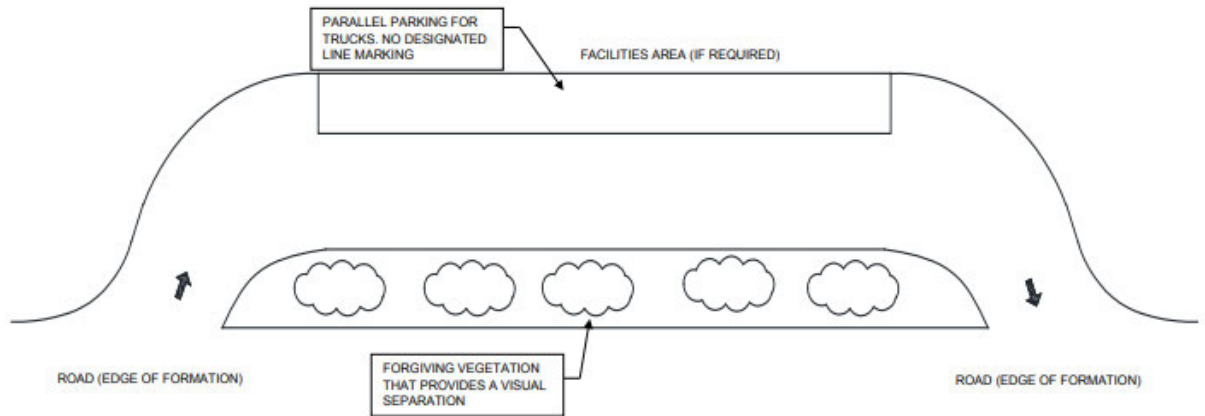 PARALLEL PARKING FOR
TRUCKS. NO DESIGNATED
LINE MARKING
FACILITIES AREA (IF REQUIRED)
ROAD (EDGE OF FORMATION)
FORGIVING VEGETATION
THAT PROVIDES A VISUAL
SEPARATION
ROAD (EDGE OF FORMATION)